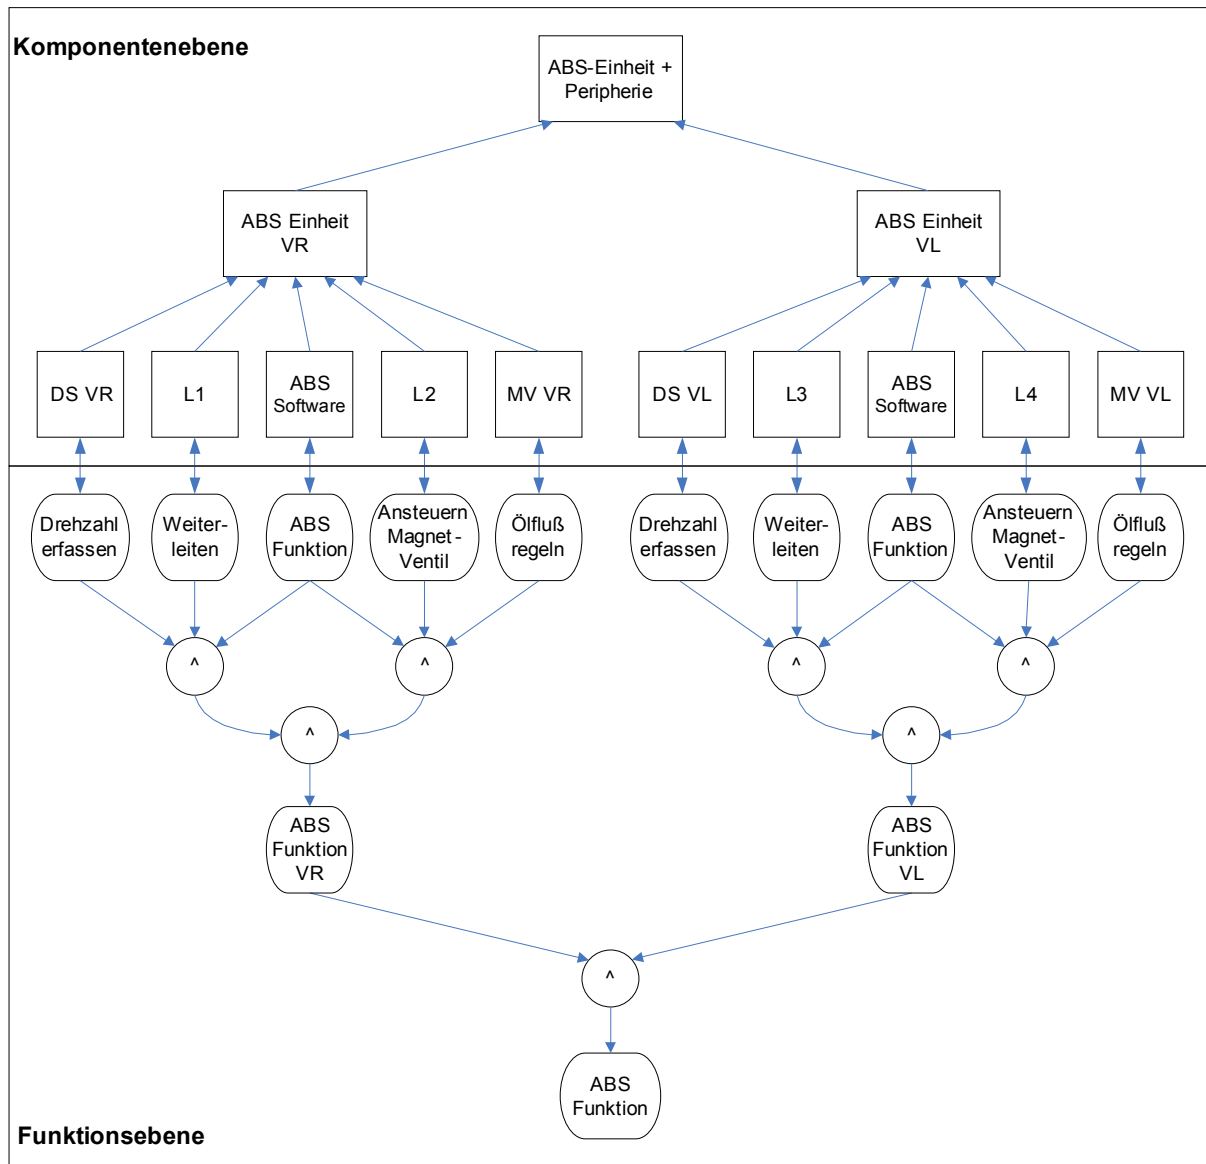 Komponentenebene
ABS-Einheit +
Peripherie
ABS Einheit
VR
ABS Einheit
VL
DS VR
L1
ABS
Software
L2
MV VR
DS VL
L3
ABS
Software
L4
MV VL
Drehzahl
erfassen
Weiter-
leiten
ABS
Funktion
Ansteuern
Magnet-
Ventil
Ölfluß
regeln
Drehzahl
erfassen
Weiter-
leiten
ABS
Funktion
Ansteuern
Magnet-
Ventil
Ölfluß
regeln
^
^
^
^
^
^
ABS
Funktion
VR
ABS
Funktion
VL
^
ABS
Funktion
Funktionsebene